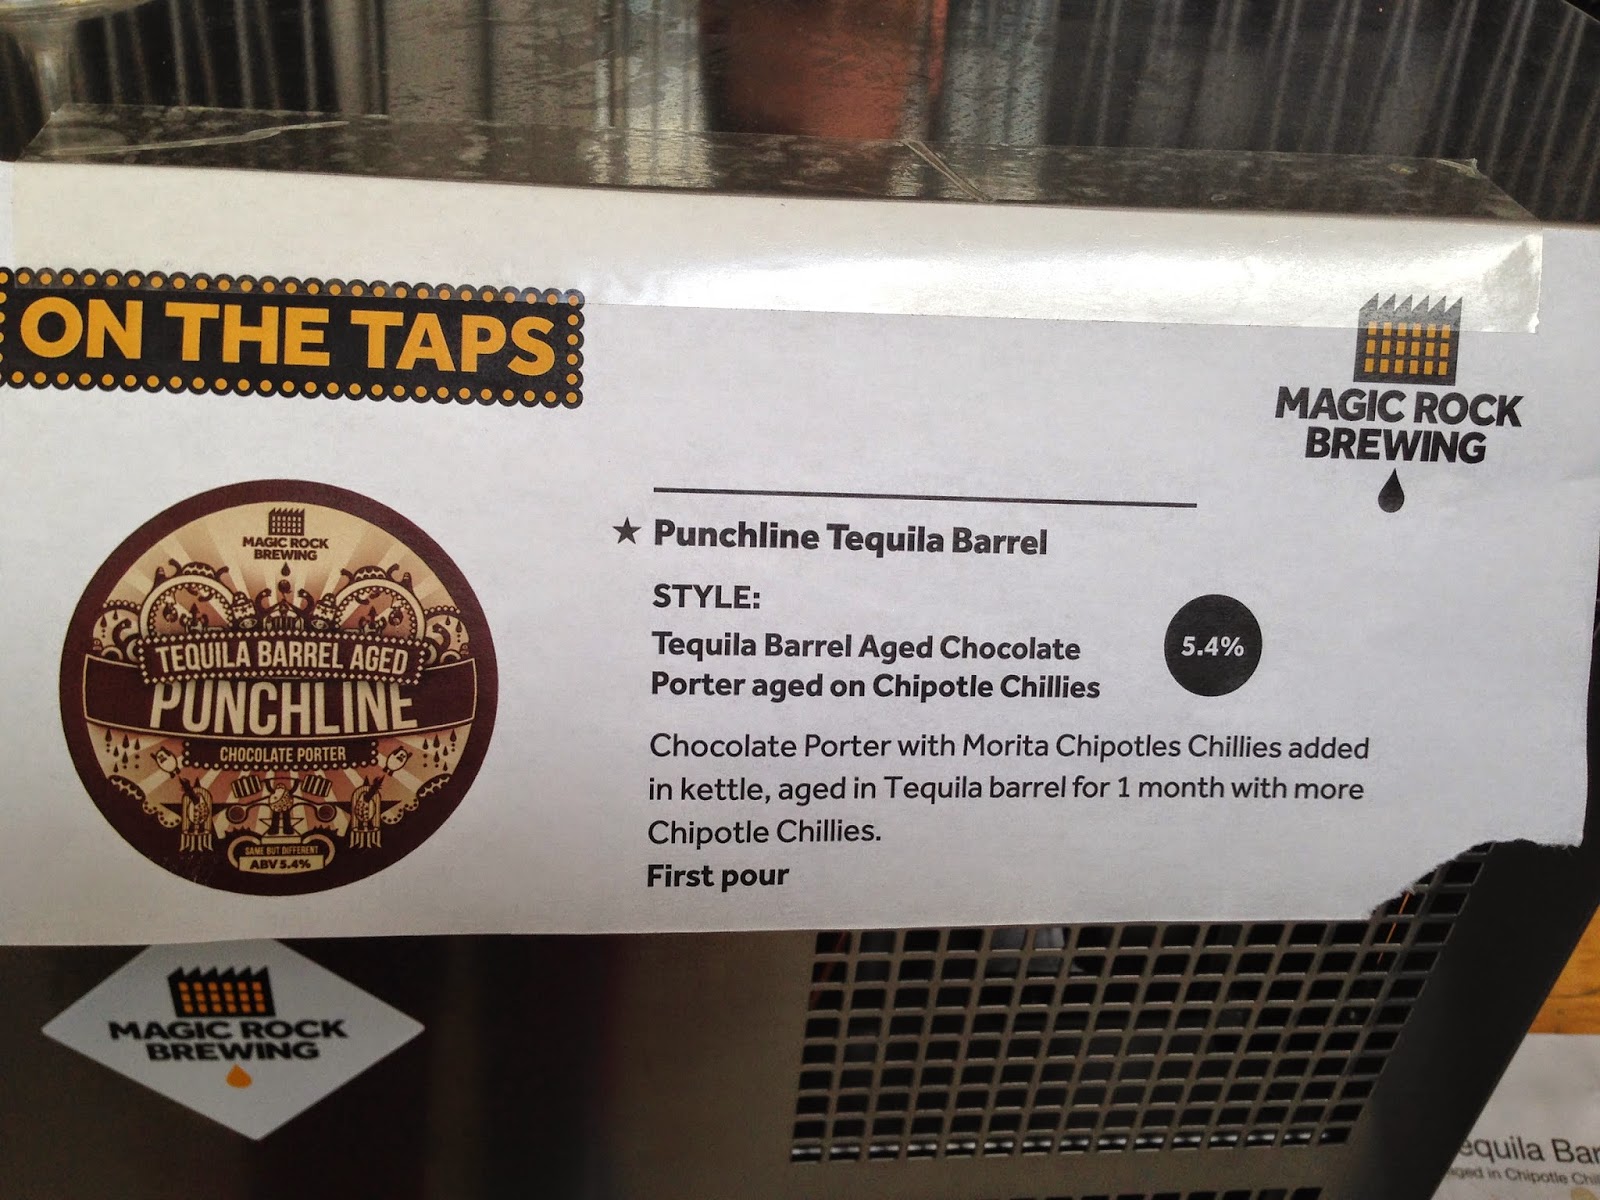 ON THE TAPS
MAGIC ROCK
BREWING
Punchline Tequila Barrel
STYLE:
Tequila Barrel Aged Chocolate
Porter aged on Chipotle Chillies
5.4%
Chocolate Porter with Morita Chipotles Chillies added
in kettle, aged in Tequila barrel for 1 month with more
Chipotle Chillies.
First pour
MAGIC ROCK
BREWING
TEQUILA BARREL AGED
PUNCHLINE
CHOCOLATE PORTER
SAME BUT DIFFERENT
ABV 5.4%
MAGIC ROCK
BREWING
equila Bar
aged in Chipotle Chil